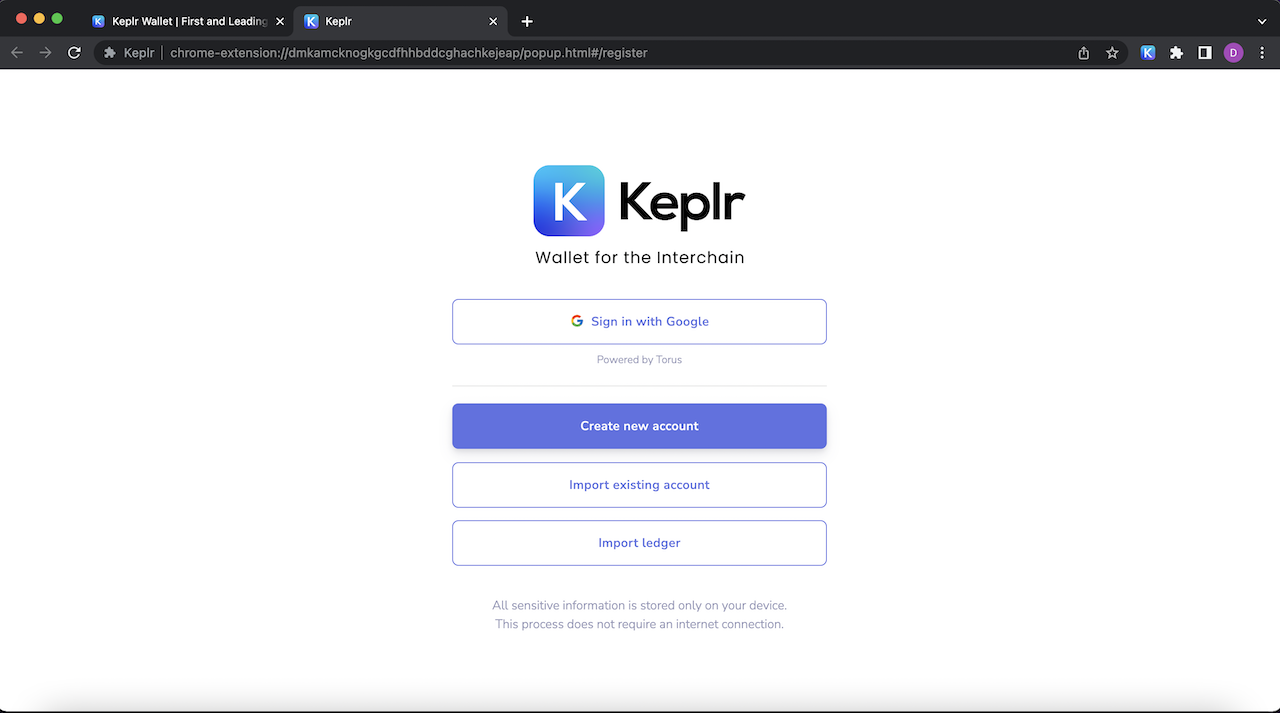 Keplr Wallet | First and Leading
Keplr
Keplr
chrome-extension://dmkamcknogkgcdfhhbddcghachkejeap/popup.html#/register
K
D
K Keplr
Wallet for the Interchain
Sign in with Google
Powered by Torus
Create new account
Import existing account
Import ledger
All sensitive information is stored only on your device.
This process does not require an internet connection.